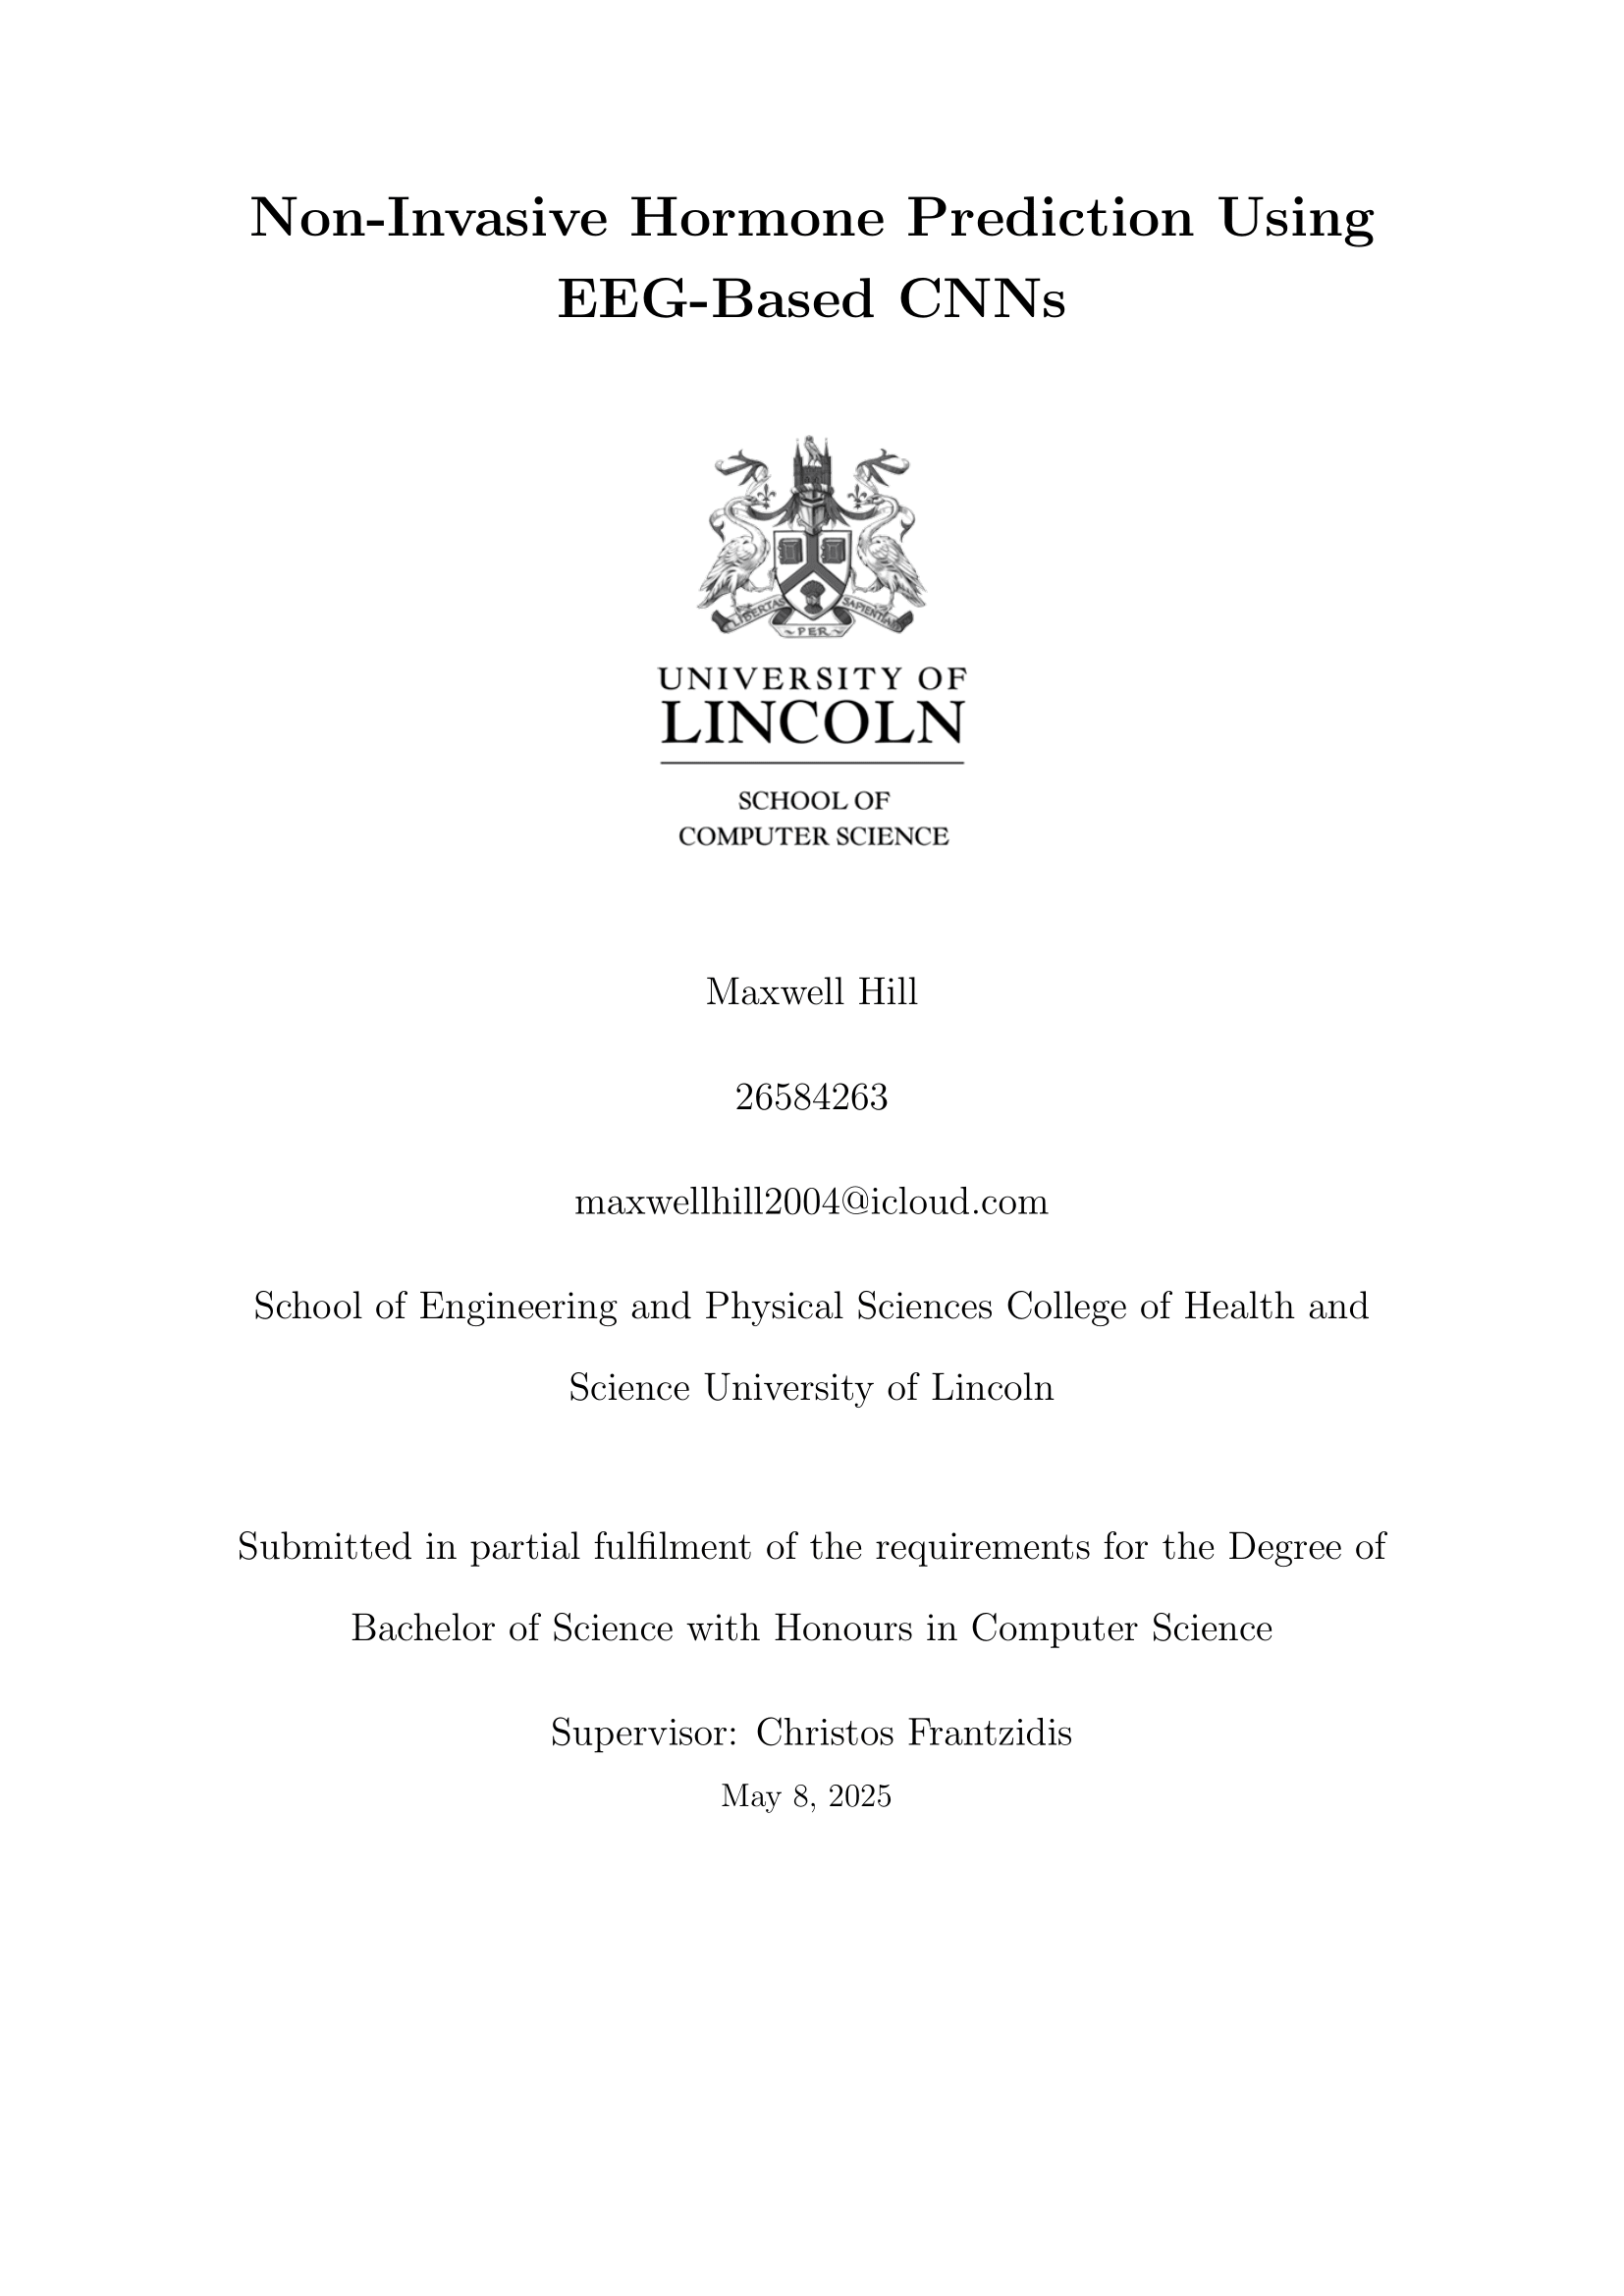 Non-Invasive Hormone Prediction Using
EEG-Based CNNs
LIBERTAS PER SAPIENTIAM
UNIVERSITY OF
LINCOLN
SCHOOL OF
COMPUTER SCIENCE
Maxwell Hill
26584263
maxwellhill2004@icloud.com
School of Engineering and Physical Sciences College of Health and
Science University of Lincoln
Submitted in partial fulfilment of the requirements for the Degree of
Bachelor of Science with Honours in Computer Science
Supervisor: Christos Frantzidis
May 8, 2025